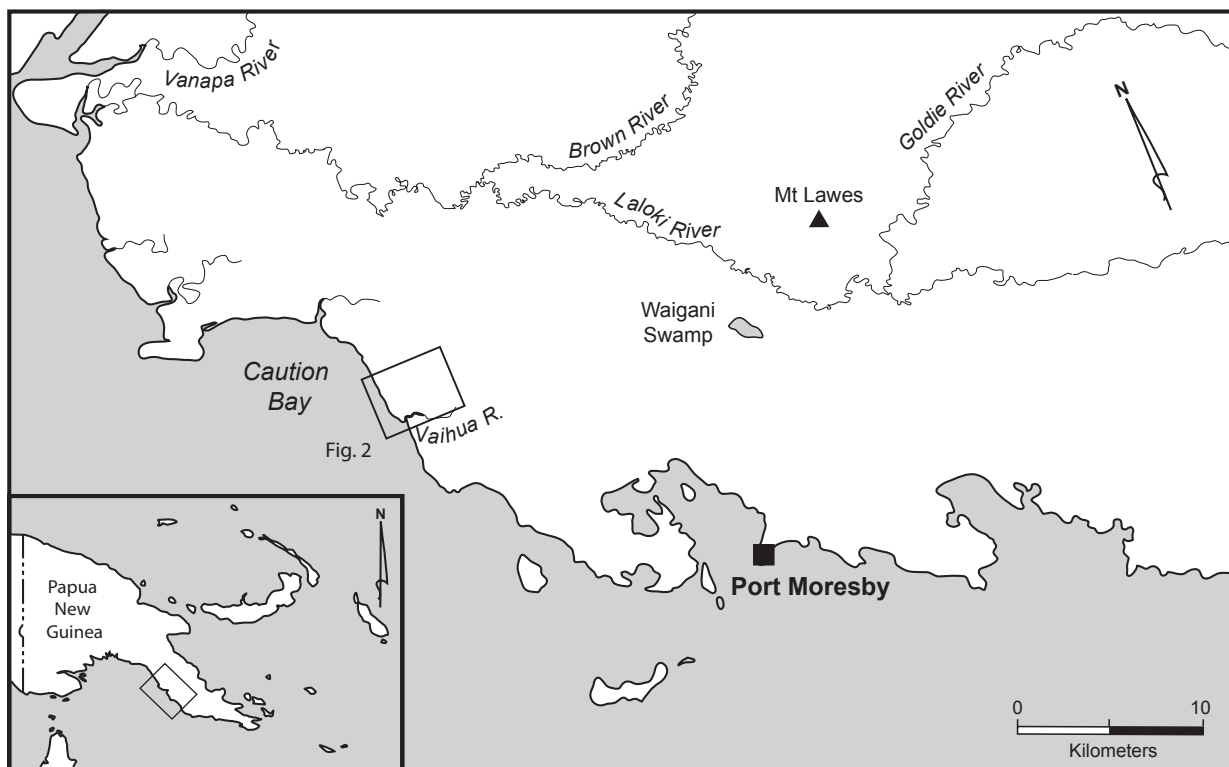 Vanapa River
Brown River
Goldie River
N
Mt Lawes
Laloki River
Waigani
Swamp
Caution
Bay
Vaihua R.
Fig. 2
Port Moresby
N
Papua
New
Guinea
0 10
Kilometers